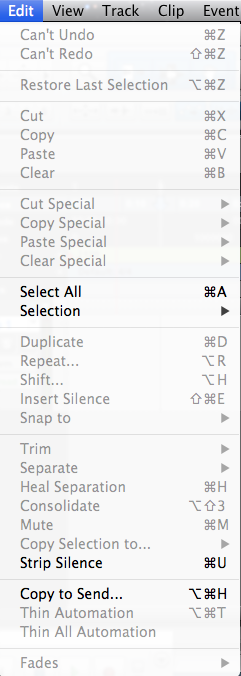 Edit View Track Clip Event
Can't Undo ⌘Z
Can't Redo ⇧⌘Z
Restore Last Selection ⌥⌘Z
Cut ⌘X
Copy ⌘C
Paste ⌘V
Clear ⌘B
Cut Special ▶
Copy Special ▶
Paste Special ▶
Clear Special ▶
Select All ⌘A
Selection ▶
Duplicate ⌘D
Repeat... ⌥R
Shift... ⌥H
Insert Silence ⇧⌘E
Snap to ▶
Trim ▶
Separate ▶
Heal Separation ⌘H
Consolidate ⌥⇧3
Mute ⌘M
Copy Selection to... ▶
Strip Silence ⌘U
Copy to Send... ⌥⌘H
Thin Automation ⌥⌘T
Thin All Automation
Fades ▶